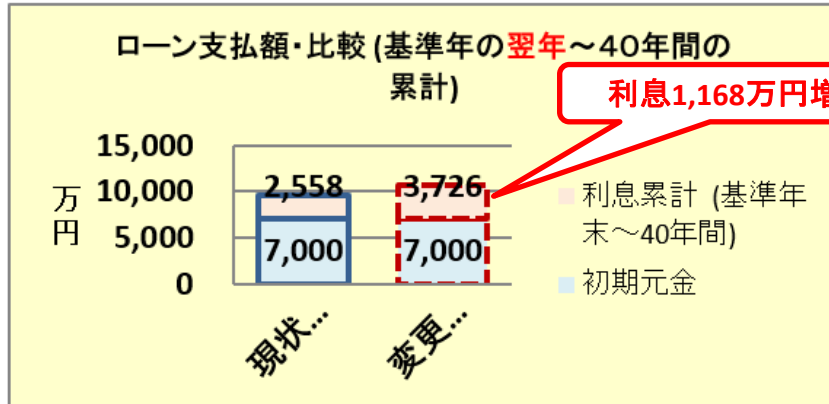 ローン支払額・比較 (基準年の翌年～40年間の
累計)
利息1,168万円増
15,000
10,000
5,000
0
万
円
2,558
3,726
7,000
7,000
現状...
変更...
利息累計 (基準年
末～40年間)
初期元金